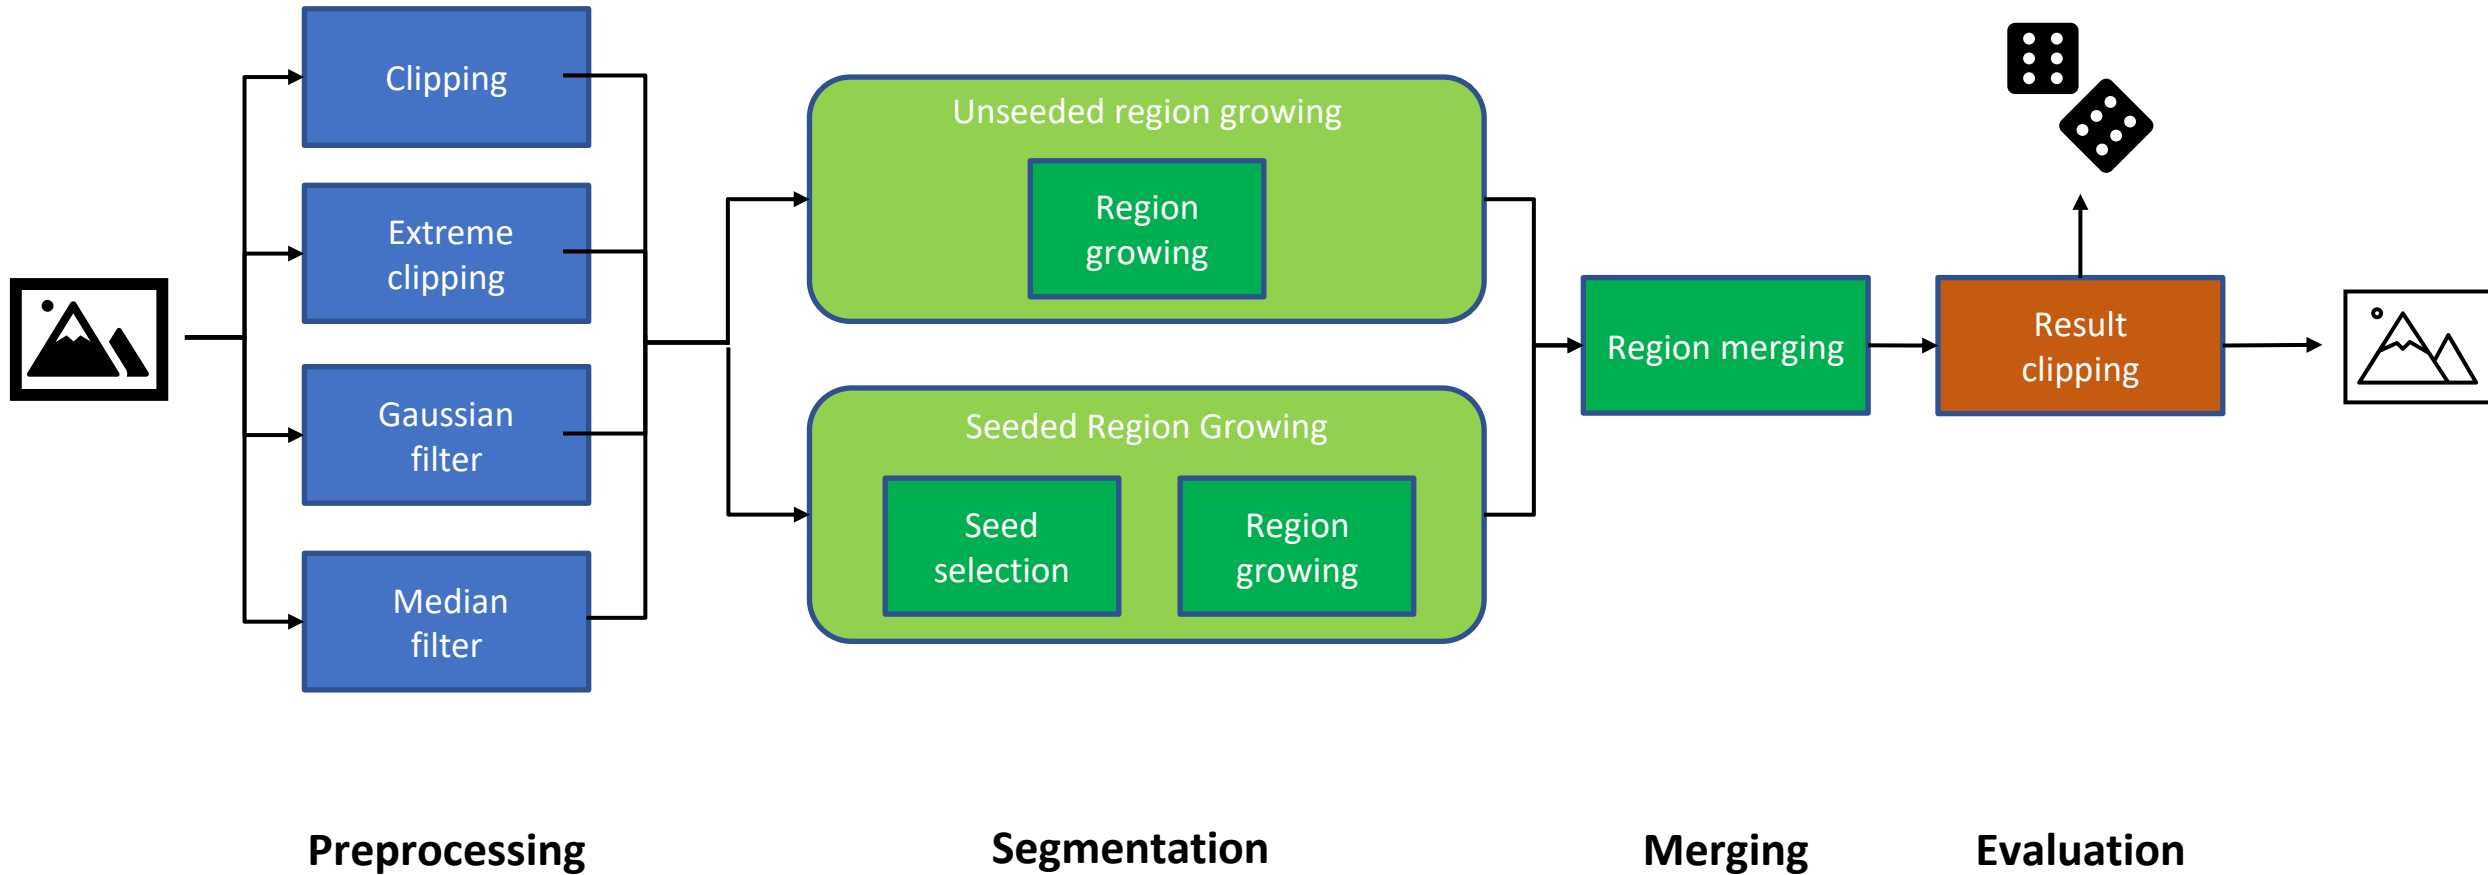 Clipping
Extreme
clipping
Gaussian
filter
Median
filter
Unseeded region growing
Region
growing
Seeded Region Growing
Seed
selection
Region
growing
Region merging
Result
clipping
Preprocessing
Segmentation
Merging
Evaluation